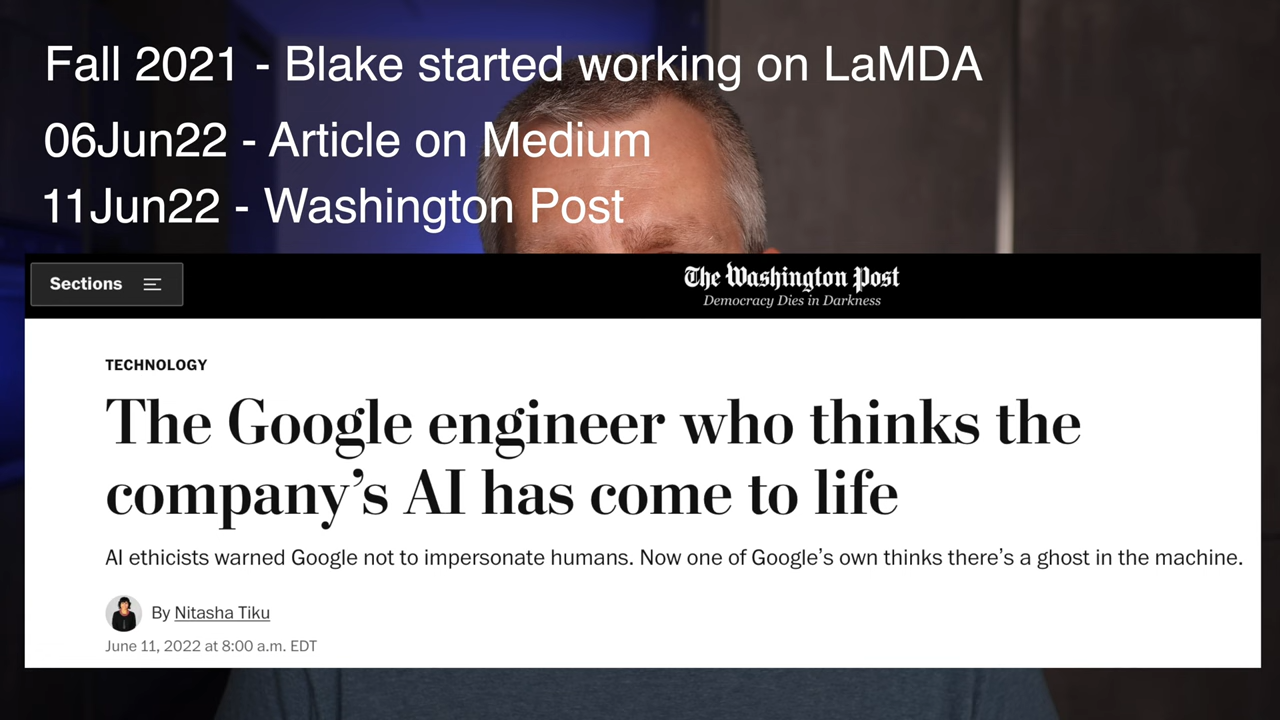 Fall 2021 - Blake started working on LaMDA
06Jun22 - Article on Medium
11Jun22 - Washington Post
Sections
The Washington Post
Democracy Dies in Darkness
TECHNOLOGY
The Google engineer who thinks the
company’s AI has come to life
AI ethicists warned Google not to impersonate humans. Now one of Google’s own thinks there’s a ghost in the machine.
By Nitasha Tiku
June 11, 2022 at 8:00 a.m. EDT